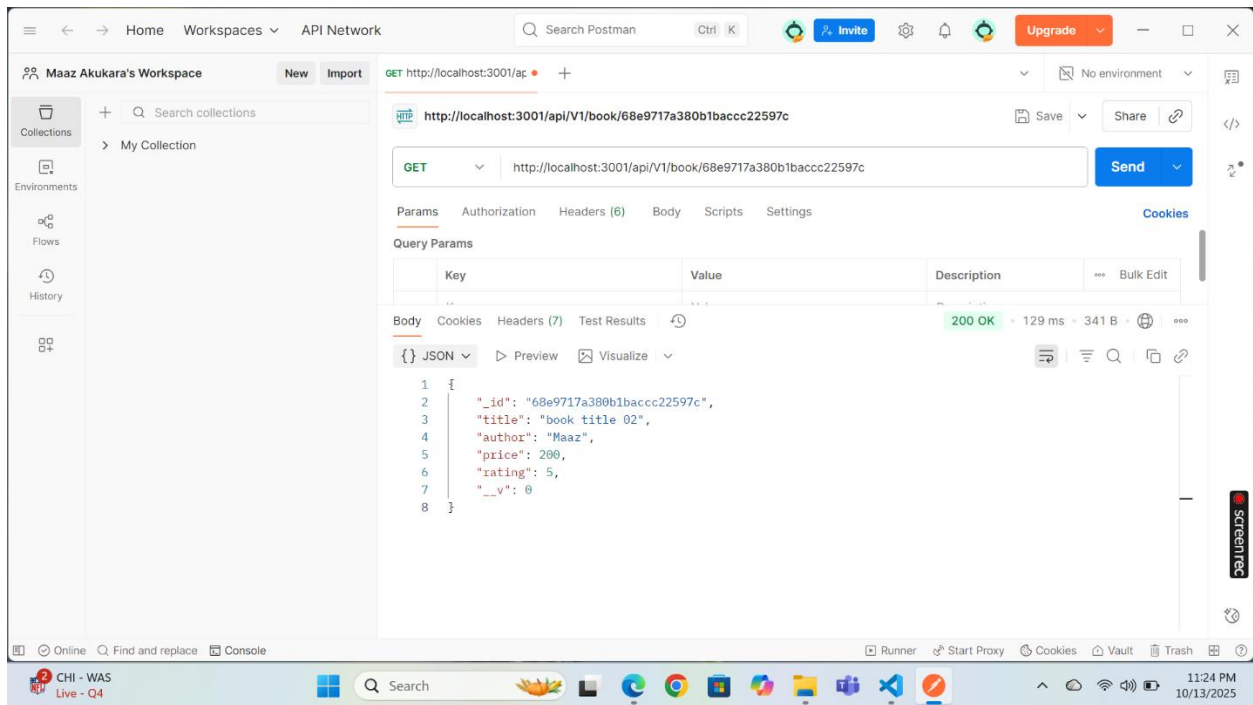 Home Workspaces API Network Search Postman Ctrl K Invite Upgrade
Maaz Akukara's Workspace New Import GET http://localhost:3001/ap No environment
Collections Search collections http://localhost:3001/api/V1/book/68e9717a380b1baccc22597c Save Share
My Collection
Environments GET http://localhost:3001/api/V1/book/68e9717a380b1baccc22597c Send
Flows Params Authorization Headers (6) Body Scripts Settings Cookies
Query Params
History Key Value Description Bulk Edit
Body Cookies Headers (7) Test Results 200 OK 129 ms 341 B
{} JSON Preview Visualize
1 {
2 "_id": "68e9717a380b1baccc22597c",
3 "title": "book title 02",
4 "author": "Maaz",
5 "price": 200,
6 "rating": 5,
7 "__v": 0
8 }
screen rec
Online Find and replace Console Runner Start Proxy Cookies Vault Trash
2 CHI - WAS Search 11:24 PM
NFL Live - Q4 10/13/2025